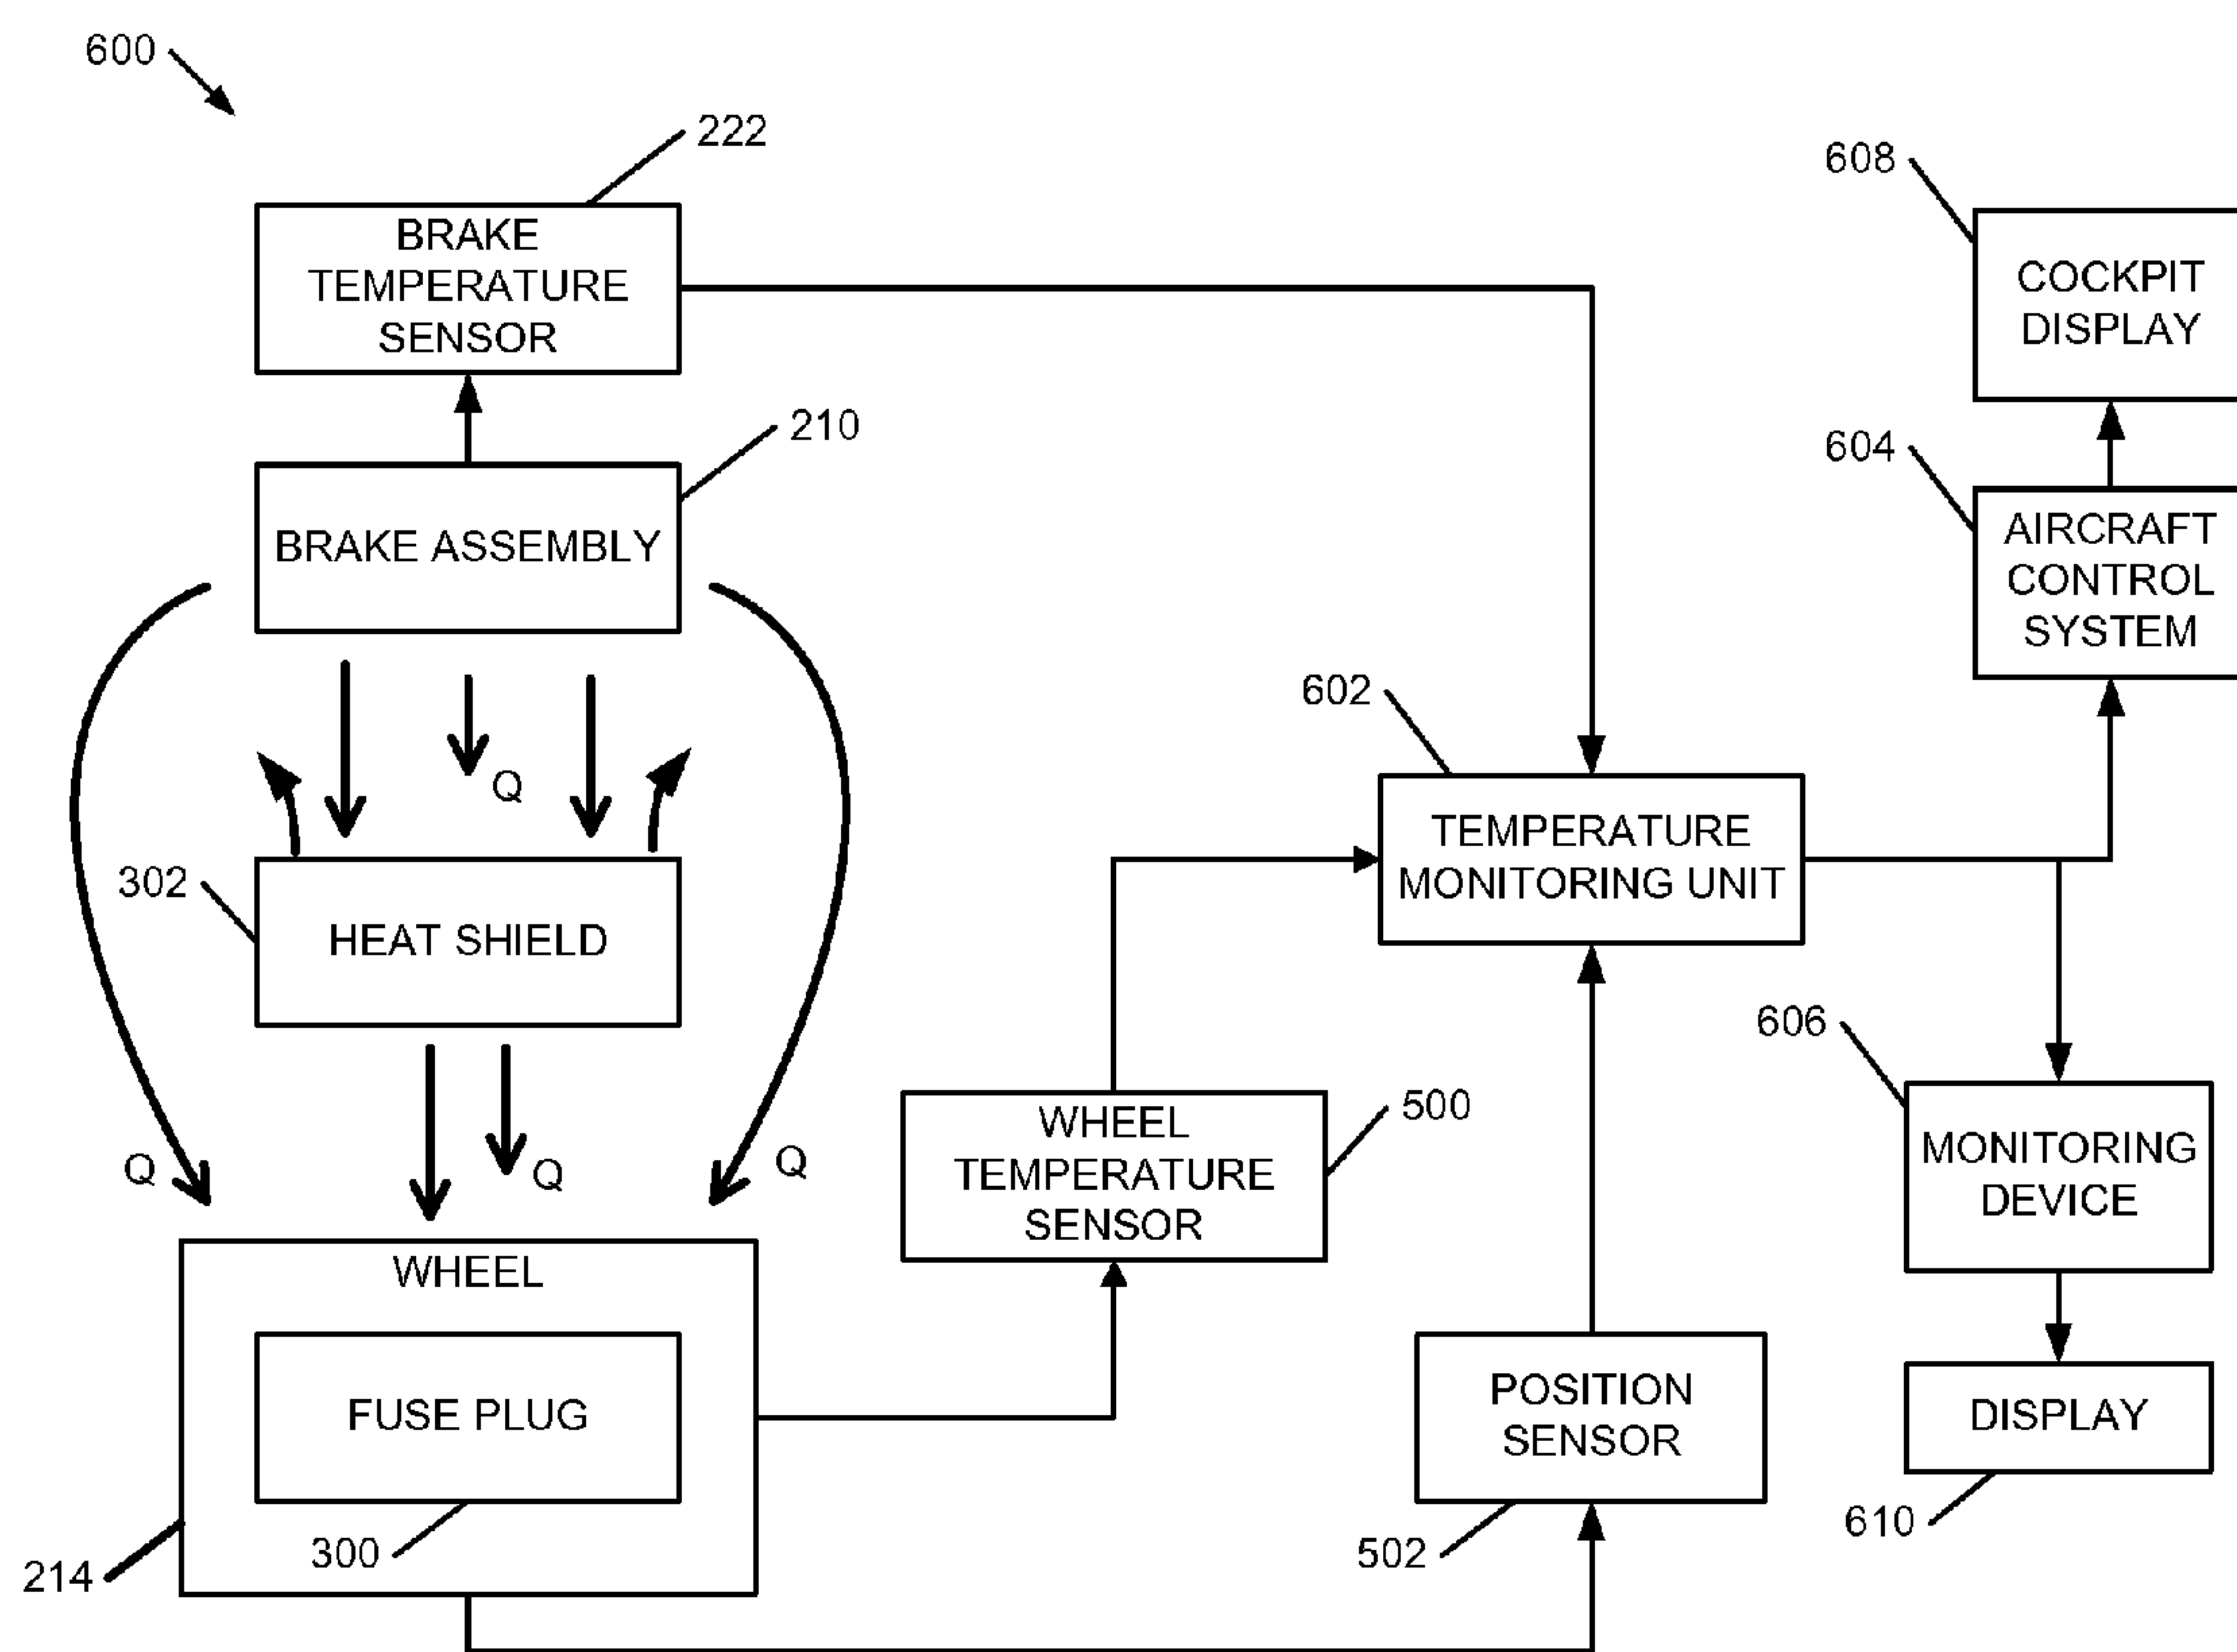 600
222
BRAKE
TEMPERATURE
SENSOR
210
BRAKE ASSEMBLY
Q
302
HEAT SHIELD
Q
Q
Q
WHEEL
FUSE PLUG
300
214
WHEEL
TEMPERATURE
SENSOR
500
602
TEMPERATURE
MONITORING UNIT
POSITION
SENSOR
502
608
COCKPIT
DISPLAY
604
AIRCRAFT
CONTROL
SYSTEM
606
MONITORING
DEVICE
DISPLAY
610